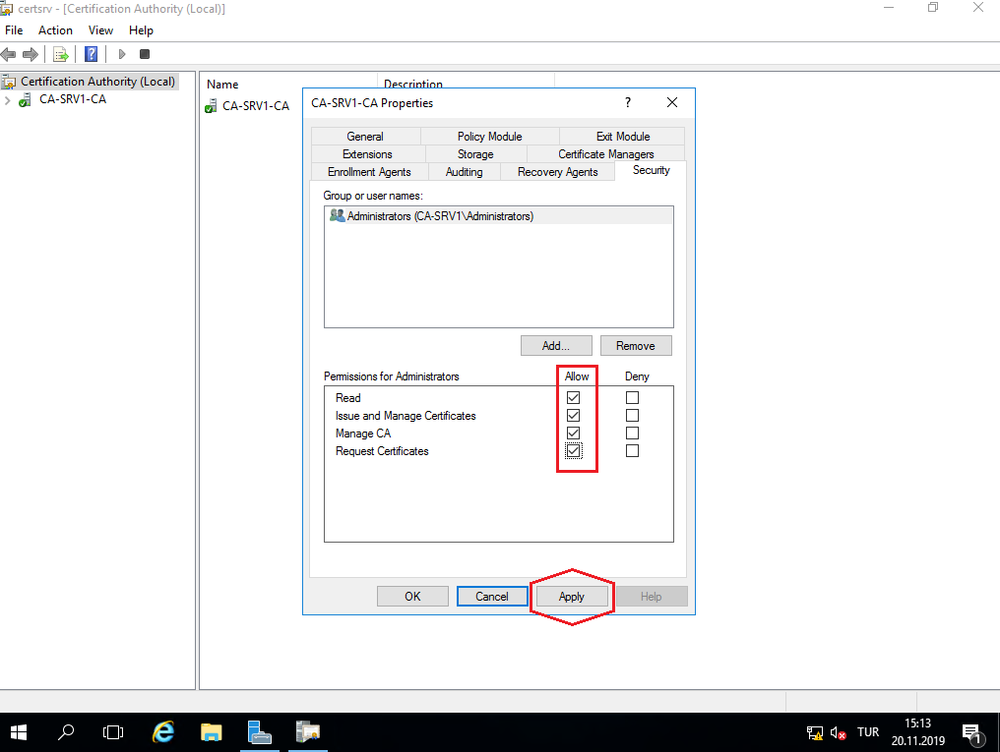 certsrv - [Certification Authority (Local)]
File Action View Help
?
Certification Authority (Local)
CA-SRV1-CA
Name Description
CA-SRV1-CA
CA-SRV1-CA Properties ?
General Policy Module Exit Module
Extensions Storage Certificate Managers
Enrollment Agents Auditing Recovery Agents Security
Group or user names:
Administrators (CA-SRV1\Administrators)
Add... Remove
Permissions for Administrators Allow Deny
Read
Issue and Manage Certificates
Manage CA
Request Certificates
OK Cancel Apply Help
TUR
15:13
20.11.2019
1